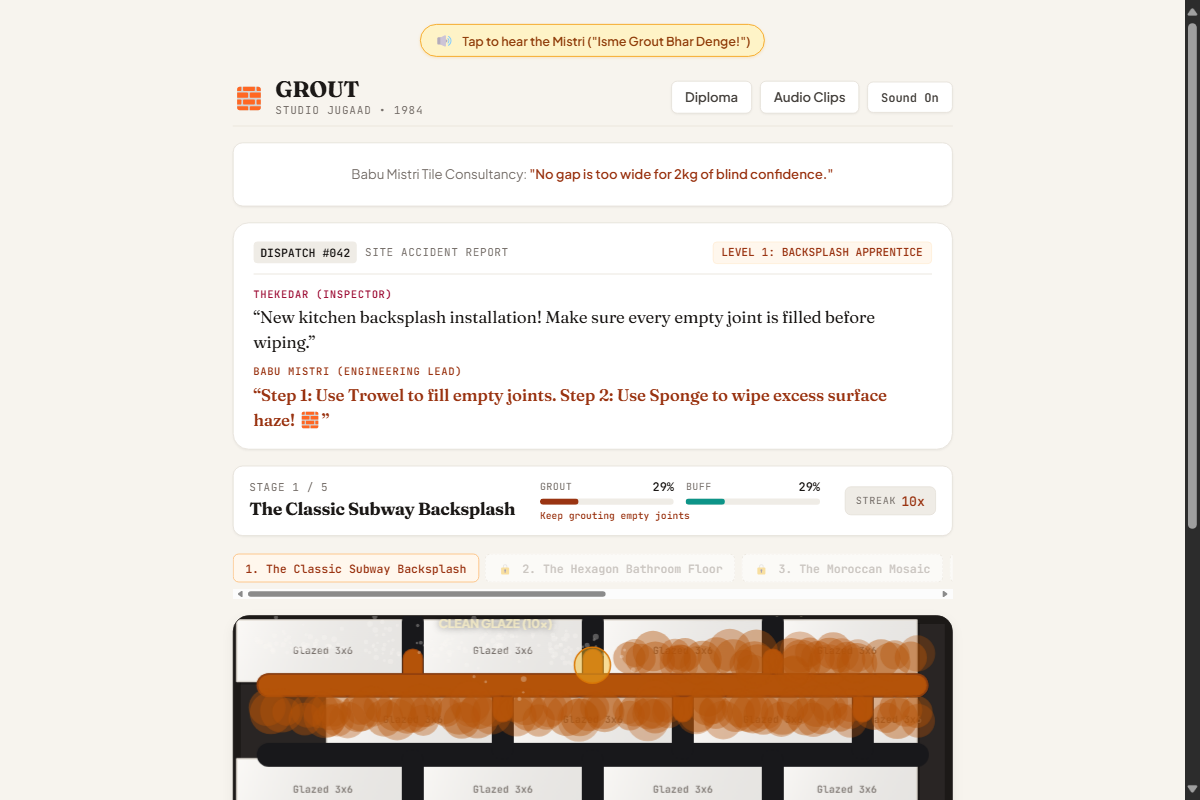 Tap to hear the Mistri ("Isme Grout Bhar Denge!")
GROUT
STUDIO JUGAAD • 1984
Diploma
Audio Clips
Sound On
Babu Mistri Tile Consultancy: "No gap is too wide for 2kg of blind confidence."
DISPATCH #042
SITE ACCIDENT REPORT
LEVEL 1: BACKSPLASH APPRENTICE
THEKEDAR (INSPECTOR)
“New kitchen backsplash installation! Make sure every empty joint is filled before
wiping.”
BABU MISTRI (ENGINEERING LEAD)
“Step 1: Use Trowel to fill empty joints. Step 2: Use Sponge to wipe excess surface
haze! 🧱”
STAGE 1 / 5
The Classic Subway Backsplash
GROUT 29%
BUFF 29%
Keep grouting empty joints
STREAK 10x
1. The Classic Subway Backsplash
2. The Hexagon Bathroom Floor
3. The Moroccan Mosaic
CLEAN GLAZE (10x)
Glazed 3x6
Glazed 3x6
Glazed 3x6
Glazed 3x6
Glazed 3x6
Glazed 3x6
Glazed 3x6